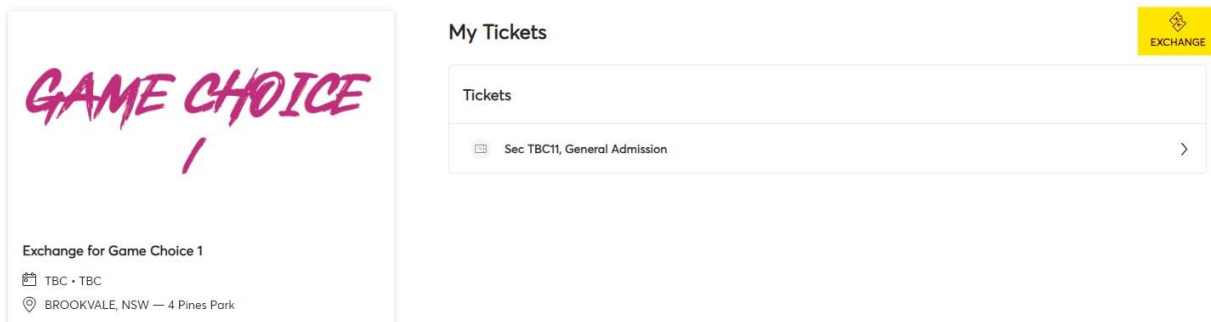 GAME CHOICE
1
Exchange for Game Choice 1
TBC • TBC
BROOKVALE, NSW — 4 Pines Park
My Tickets
EXCHANGE
Tickets
Sec TBC11, General Admission